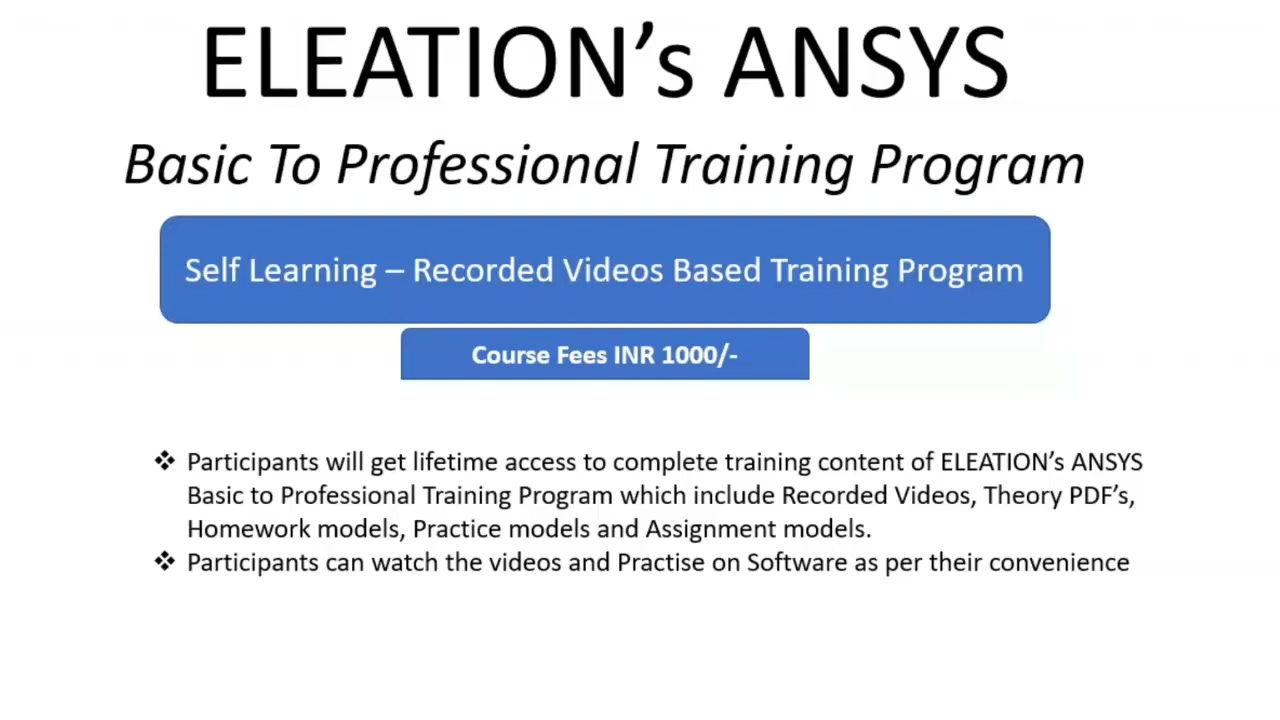 ELEATION’s ANSYS
Basic To Professional Training Program
Self Learning – Recorded Videos Based Training Program
Course Fees INR 1000/-
❖ Participants will get lifetime access to complete training content of ELEATION’s ANSYS
Basic to Professional Training Program which include Recorded Videos, Theory PDF’s,
Homework models, Practice models and Assignment models.
❖ Participants can watch the videos and Practise on Software as per their convenience